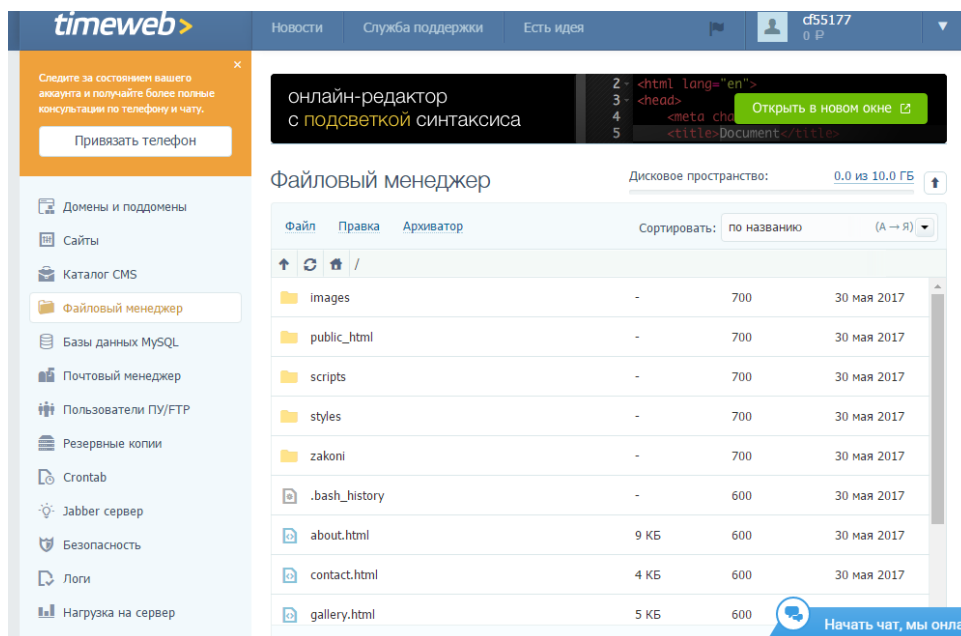 timeweb>
Новости Служба поддержки Есть идея
cf55177
0 ₽
Следите за состоянием вашего
аккаунта и получайте более полные
консультации по телефону и чату.
×
Привязать телефон
Домены и поддомены
Сайты
Каталог CMS
Файловый менеджер
Базы данных MySQL
Почтовый менеджер
Пользователи ПУ/FTP
Резервные копии
Crontab
Jabber сервер
Безопасность
Логи
Нагрузка на сервер
онлайн-редактор
с подсветкой синтаксиса
2 <html lang="en">
3 <head>
4 <meta cha
5 <title>Document</title>
Открыть в новом окне
Файловый менеджер
Дисковое пространство: 0.0 из 10.0 ГБ
Файл Правка Архиватор Сортировать: по названию (А → Я)
/
images - 700 30 мая 2017
public_html - 700 30 мая 2017
scripts - 700 30 мая 2017
styles - 700 30 мая 2017
zakoni - 700 30 мая 2017
.bash_history - 600 30 мая 2017
about.html 9 КБ 600 30 мая 2017
contact.html 4 КБ 600 30 мая 2017
gallery.html 5 КБ 600
Начать чат, мы онла